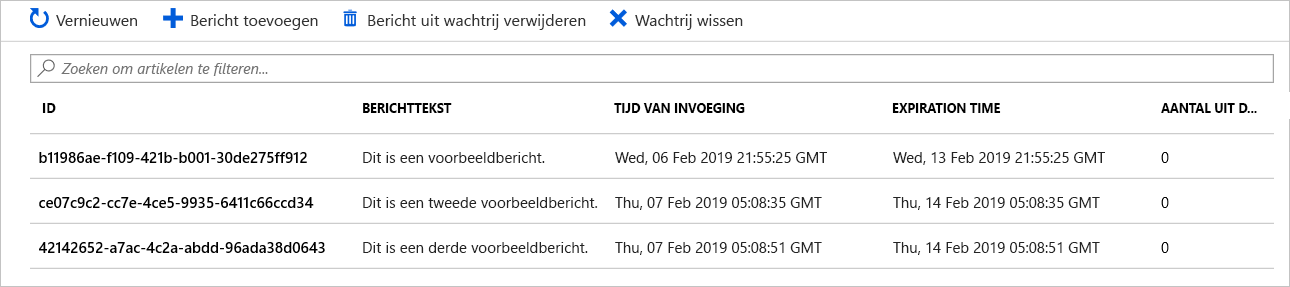 Vernieuwen Bericht toevoegen Bericht uit wachtrij verwijderen Wachtrij wissen
Zoeken om artikelen te filteren...
ID BERICHTTEKST TIJD VAN INVOEGING EXPIRATION TIME AANTAL UIT D...
b11986ae-f109-421b-b001-30de275ff912 Dit is een voorbeeldbericht. Wed, 06 Feb 2019 21:55:25 GMT Wed, 13 Feb 2019 21:55:25 GMT 0
ce07c9c2-cc7e-4ce5-9935-6411c66ccd34 Dit is een tweede voorbeeldbericht. Thu, 07 Feb 2019 05:08:35 GMT Thu, 14 Feb 2019 05:08:35 GMT 0
42142652-a7ac-4c2a-abdd-96ada38d0643 Dit is een derde voorbeeldbericht. Thu, 07 Feb 2019 05:08:51 GMT Thu, 14 Feb 2019 05:08:51 GMT 0